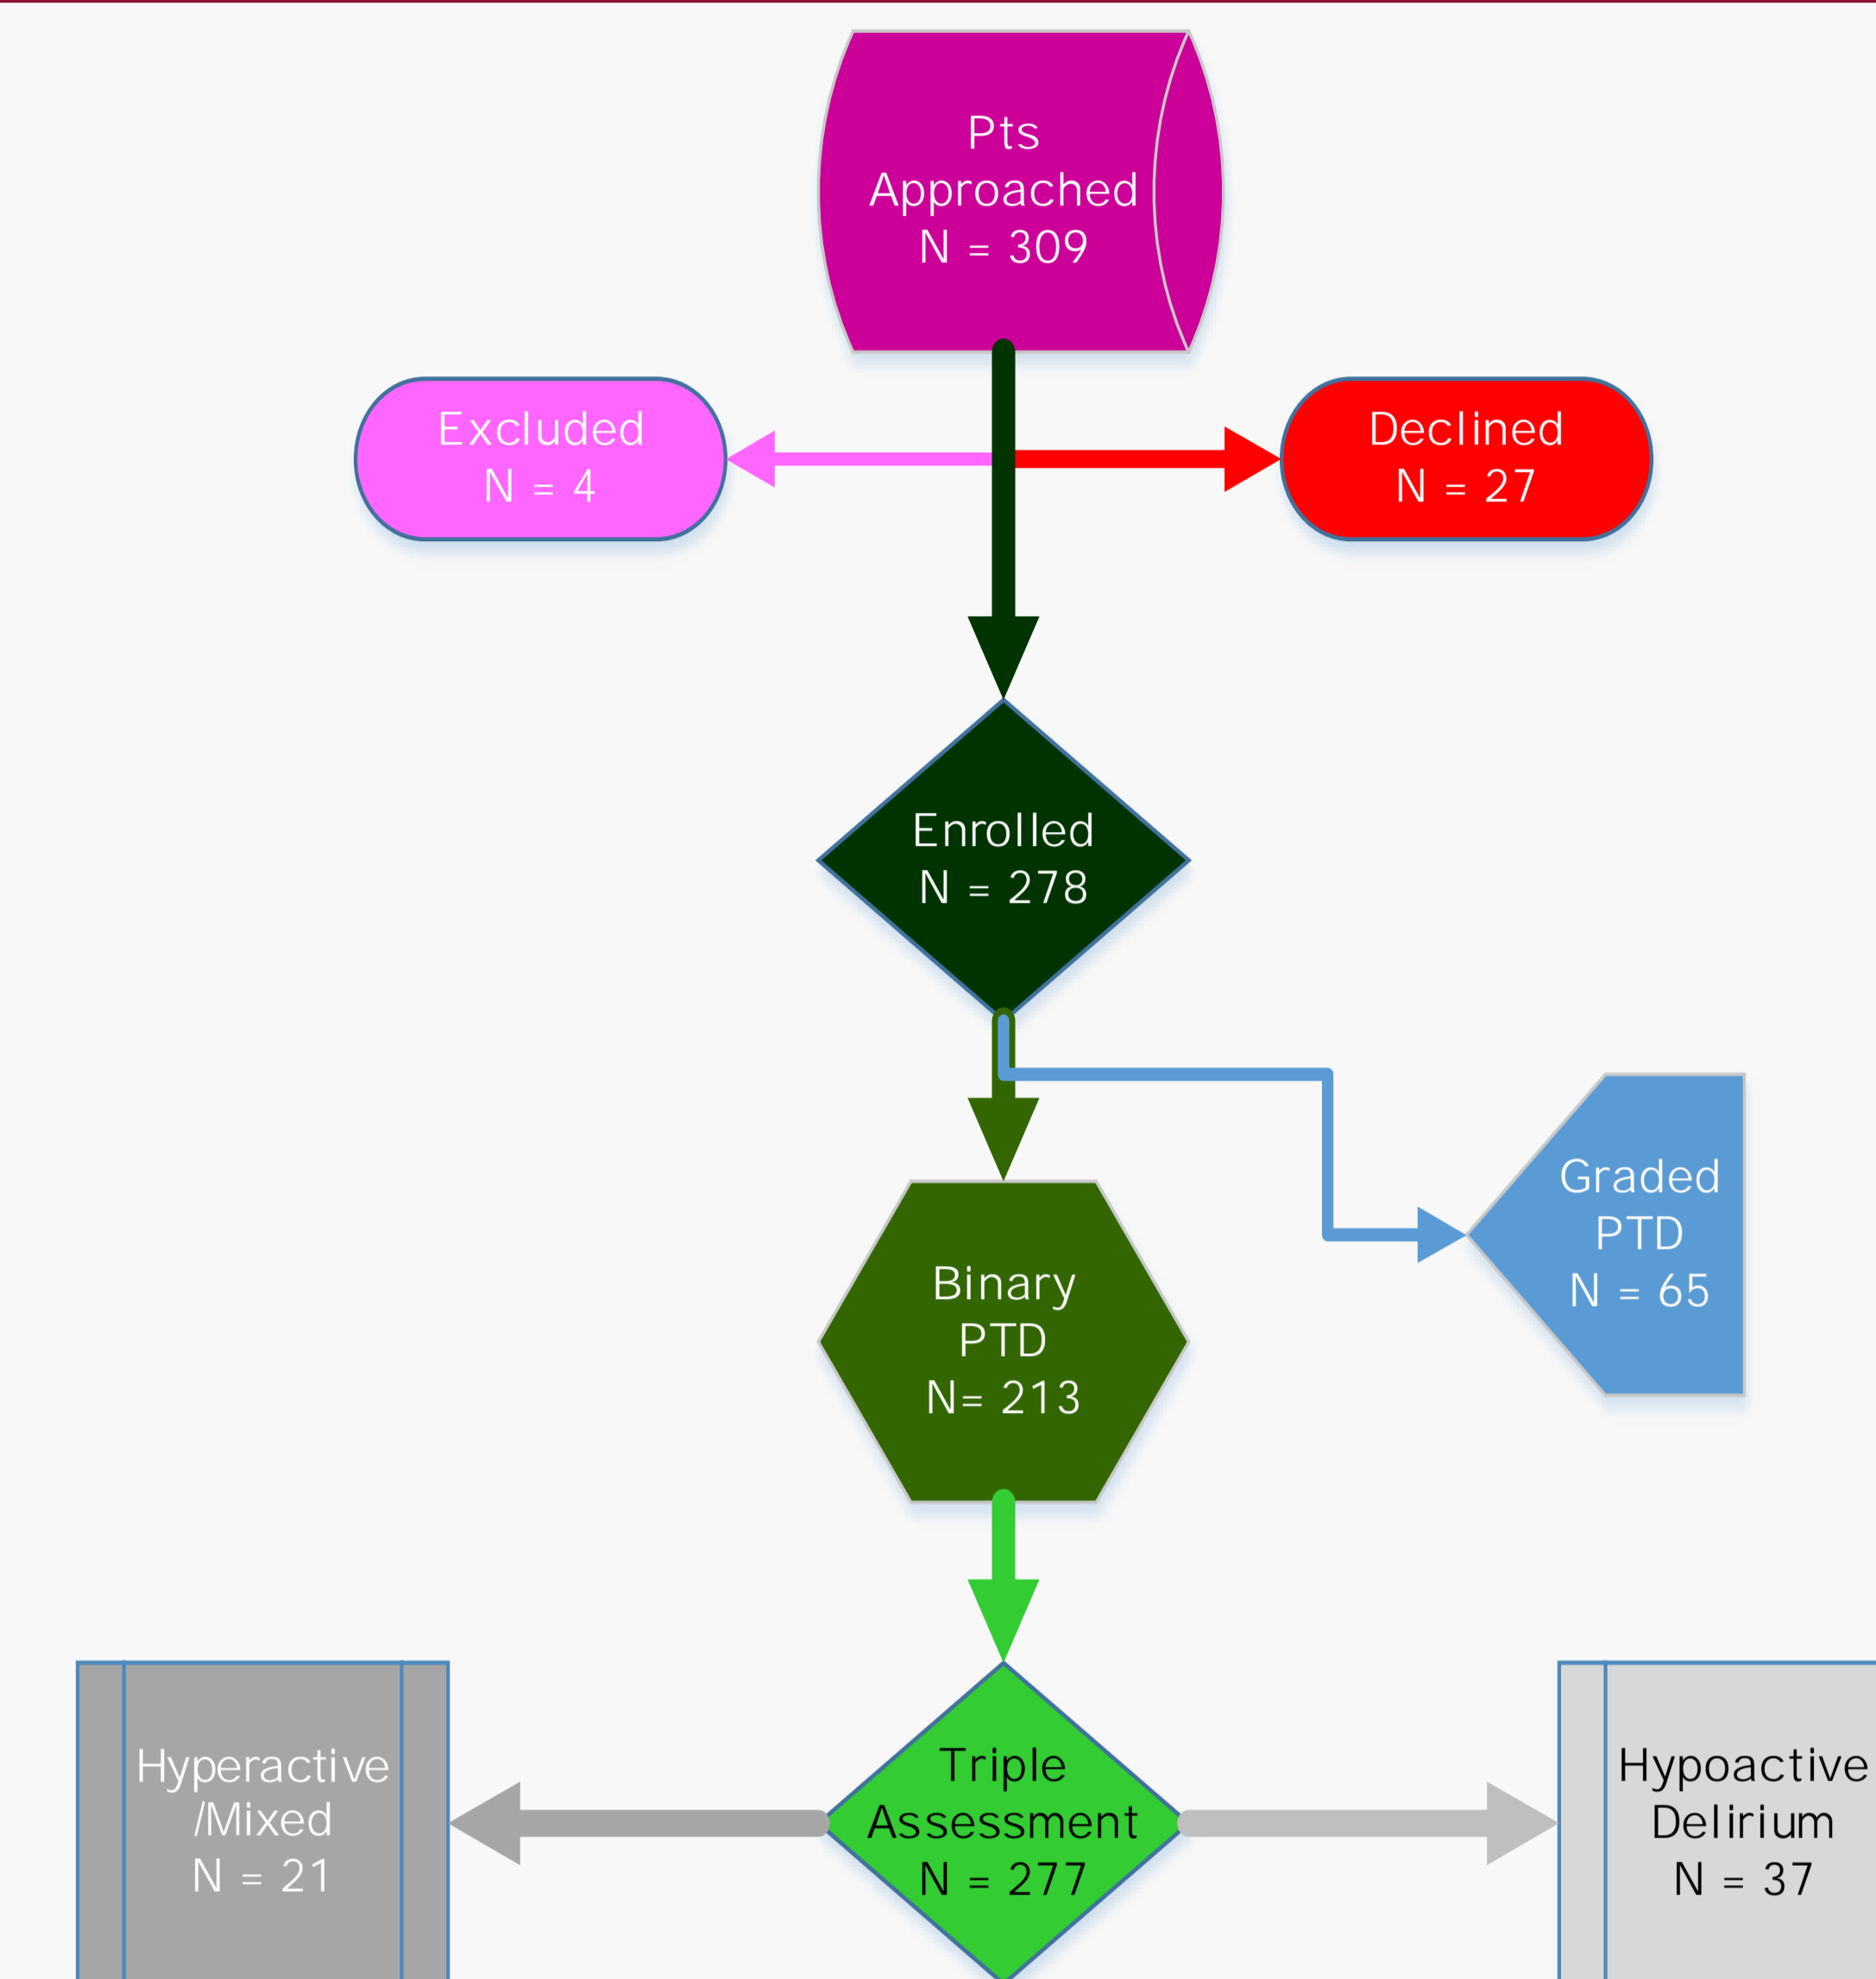 Pts
Approached
N = 309
Excluded
N = 4
Declined
N = 27
Enrolled
N = 278
Graded
PTD
N = 65
Binary
PTD
N= 213
Hyperactive
/Mixed
N = 21
Triple
Assessment
N = 277
Hypoactive
Delirium
N = 37